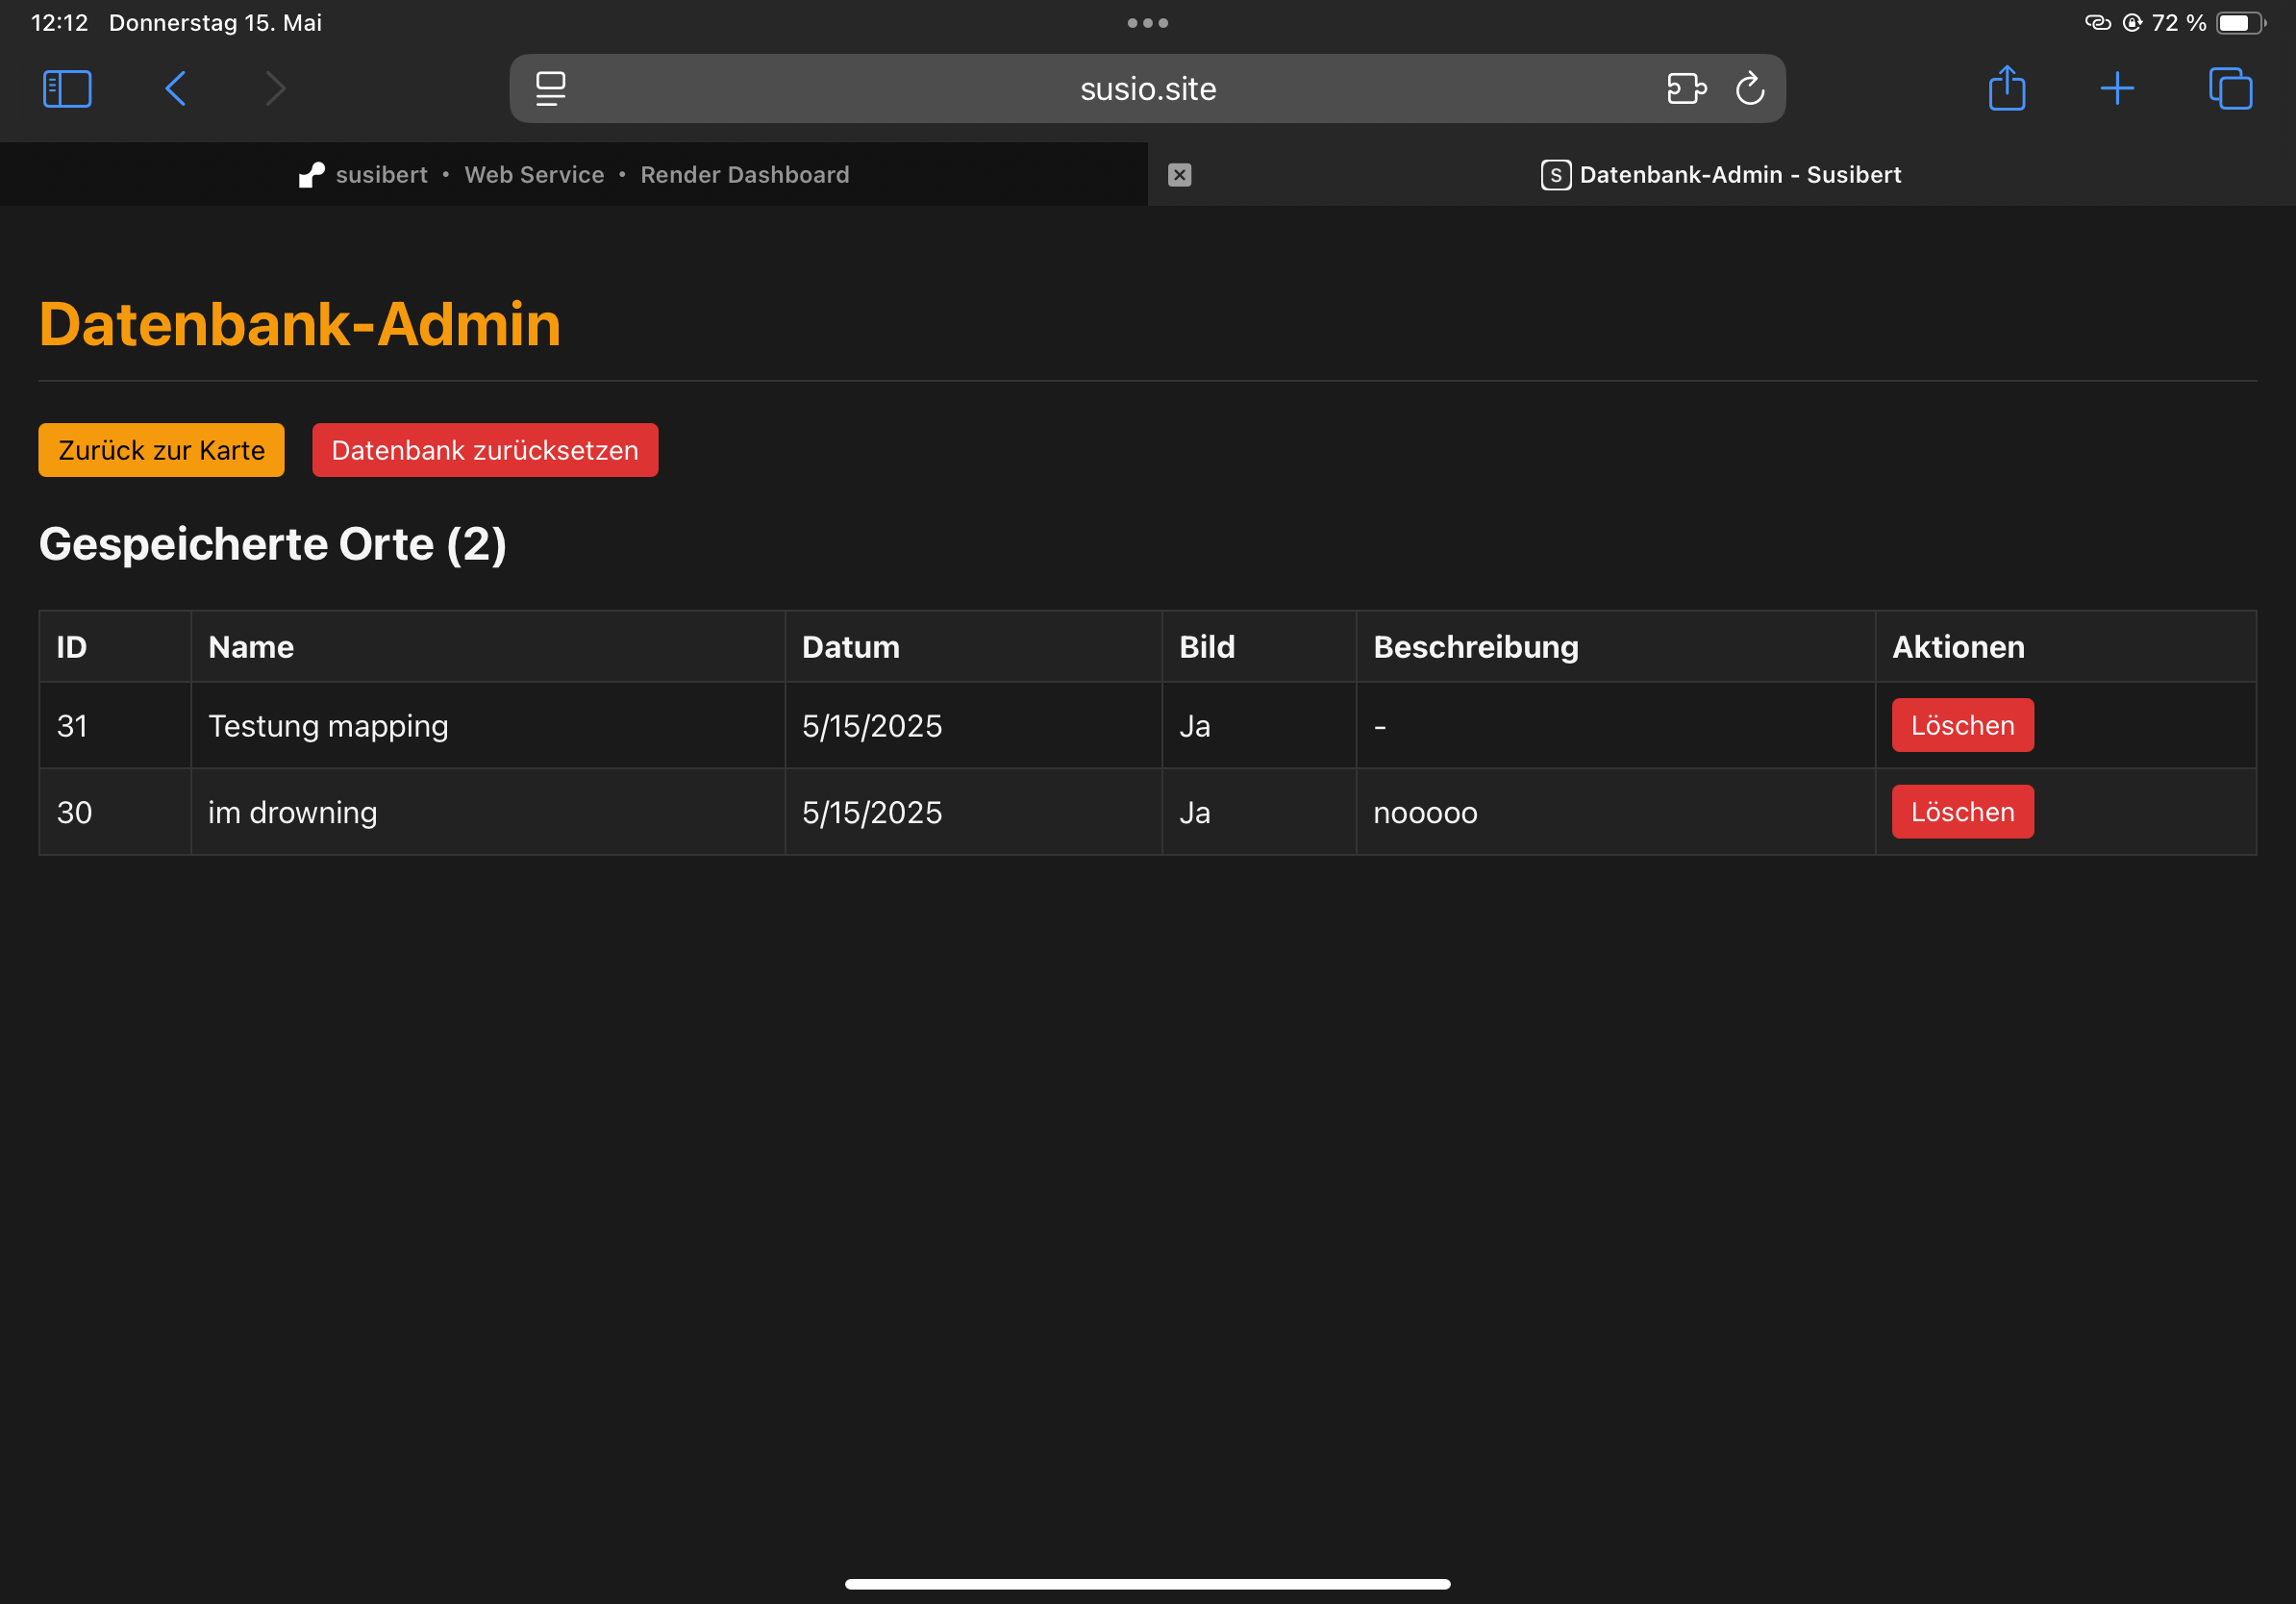 12:12 Donnerstag 15. Mai 72 %
susio.site
susibert • Web Service • Render Dashboard
S Datenbank-Admin - Susibert
Datenbank-Admin
Zurück zur Karte Datenbank zurücksetzen
Gespeicherte Orte (2)
ID Name Datum Bild Beschreibung Aktionen
31 Testung mapping 5/15/2025 Ja - Löschen
30 im drowning 5/15/2025 Ja nooooo Löschen